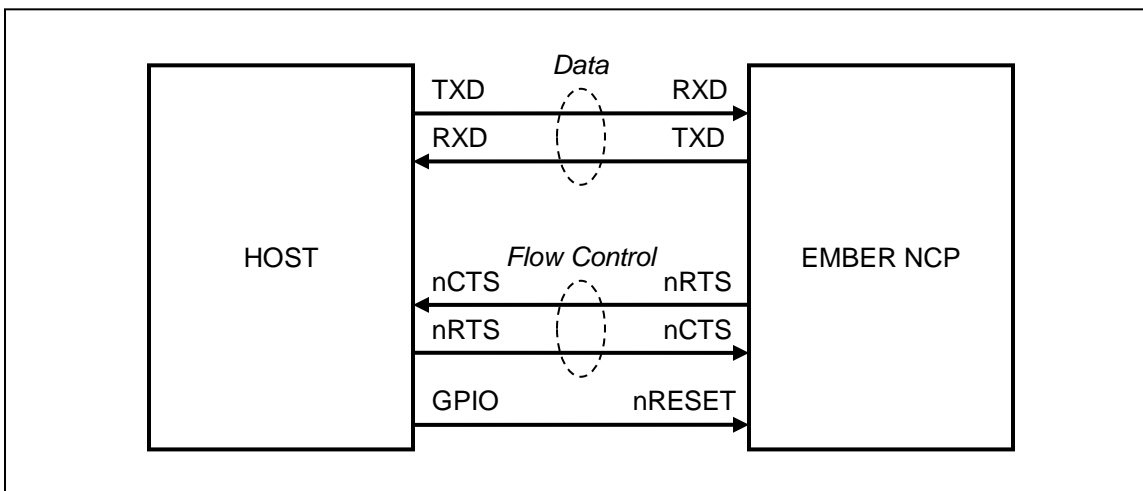 Data
TXD RXD
RXD TXD
HOST EMBER NCP
Flow Control
nCTS nRTS
nRTS nCTS
GPIO nRESET